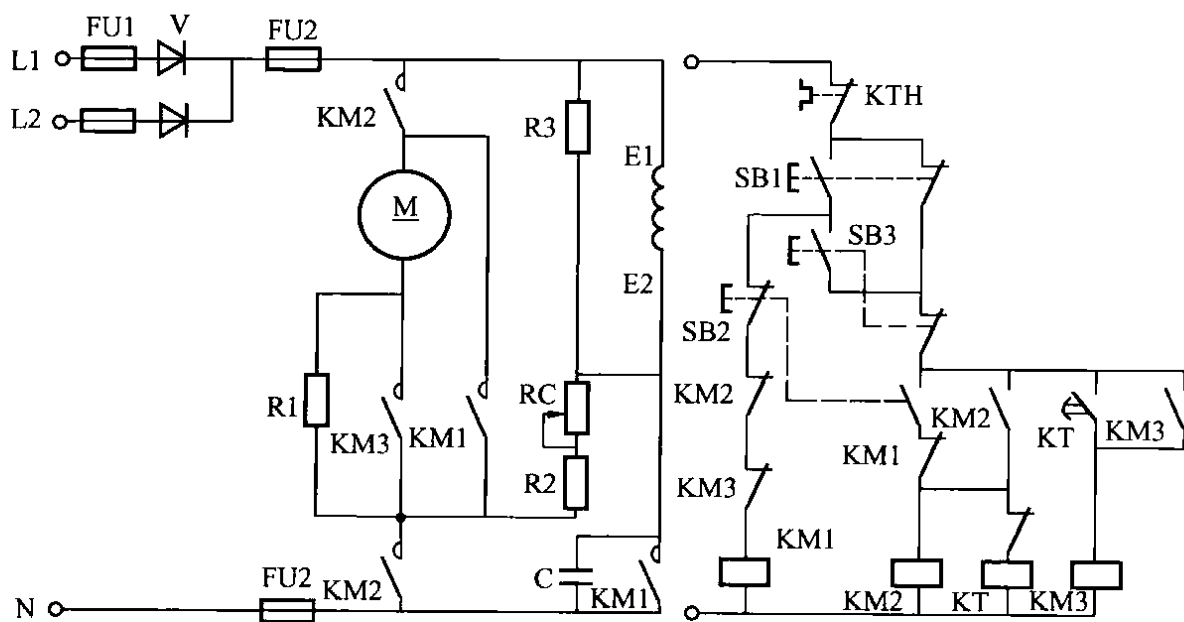 FU1
V
FU2
L1
L2
KM2
KTH
R3
E1
SB1
M
SB3
E2
SB2
R1
RC
KM2
KM2
KM3
KM1
KT
KM3
KM1
R2
KM3
KM1
FU2
C
N
KM2
KM1
KM2
KT
KM3